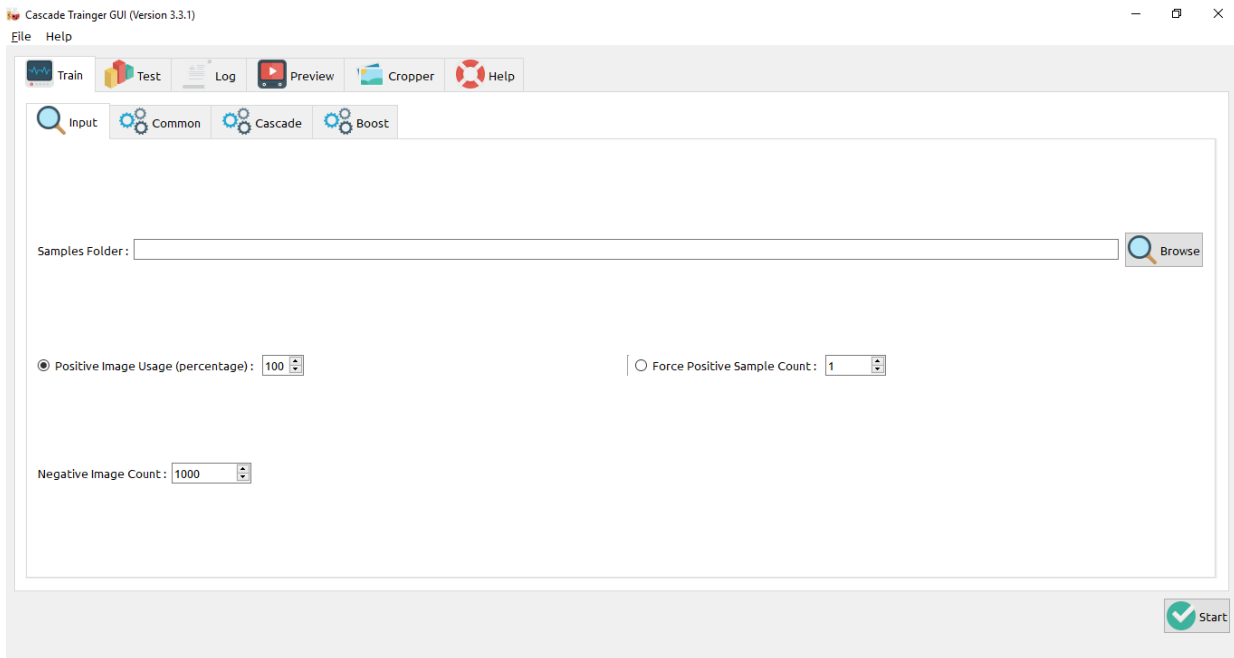 Cascade Trainger GUI (Version 3.3.1)
File Help
Train Test Log Preview Cropper Help
Input Common Cascade Boost
Samples Folder : Browse
Positive Image Usage (percentage) : 100 Force Positive Sample Count : 1
Negative Image Count : 1000
Start